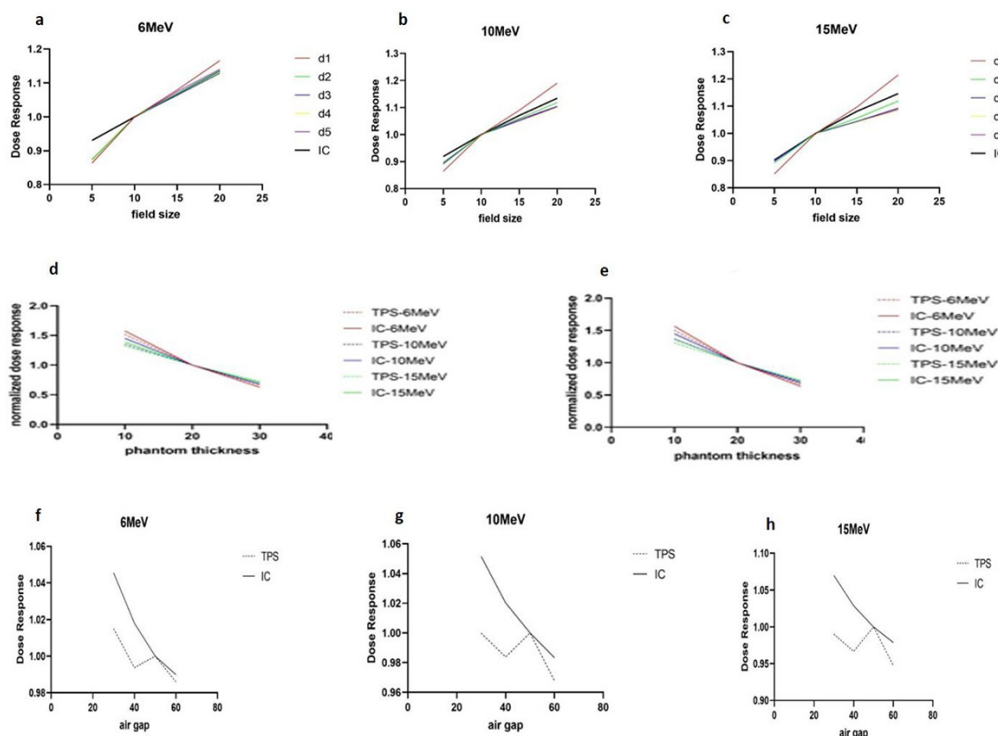 a
6MeV
Dose Response
1.2
1.1
1.0
0.9
0.8
0 5 10 15 20 25
field size
d1
d2
d3
d4
d5
IC
b
10MeV
Dose Response
1.3
1.2
1.1
1.0
0.9
0.8
0 5 10 15 20 25
field size
c
15MeV
Dose Response
1.3
1.2
1.1
1.0
0.9
0.8
0 5 10 15 20 25
field size
d
d
d
d
d
IC
d
normalized dose response
2.0
1.5
1.0
0.5
0.0
0 10 20 30 40
phantom thickness
TPS-6MeV
IC-6MeV
TPS-10MeV
IC-10MeV
TPS-15MeV
IC-15MeV
e
normalized dose response
2.0
1.5
1.0
0.5
0.0
0 10 20 30 4
phantom thickness
TPS-6MeV
IC-6MeV
TPS-10MeV
IC-10MeV
TPS-15MeV
IC-15MeV
f
6MeV
Dose Response
1.06
1.04
1.02
1.00
0.98
0 20 40 60 80
air gap
TPS
IC
g
10MeV
Dose Response
1.06
1.04
1.02
1.00
0.98
0.96
0 20 40 60 80
air gap
TPS
IC
h
15MeV
Dose Response
1.10
1.05
1.00
0.95
0.90
0 20 40 60 80
air gap
TPS
IC